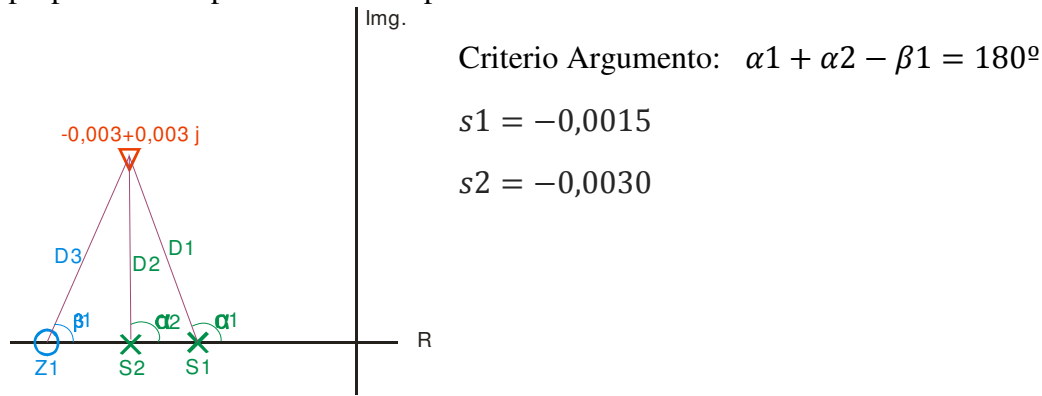 Img.
Criterio Argumento: α1 + α2 − β1 = 180º
s1 = −0,0015
s2 = −0,0030
-0,003+0,003 j
D3
D2
D1
β1
α2
α1
R
Z1
S2
S1